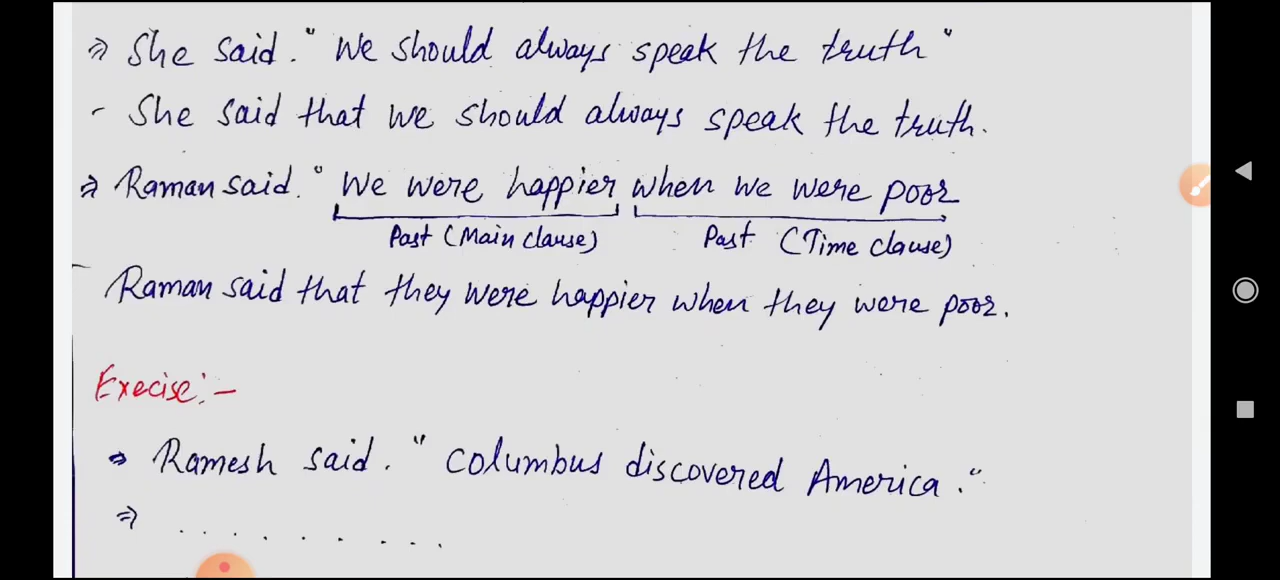 ⇒ She said. "We should always speak the truth"
- She said that we should always speak the truth.
⇒ Raman said. "We were happier when we were poor
Past (Main clause) Past (Time clause)
Raman said that they were happier when they were poor.
Execise:-
⇒ Ramesh said. "Columbus discovered America."
⇒ . . . . . . . . .